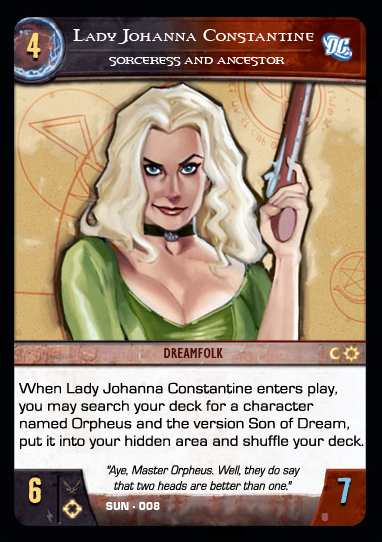 4
Lady Johanna Constantine
DC
SORCERESS AND ANCESTOR
DREAMFOLK
When Lady Johanna Constantine enters play,
you may search your deck for a character
named Orpheus and the version Son of Dream,
put it into your hidden area and shuffle your deck.
6
"Aye, Master Orpheus. Well, they do say
that two heads are better than one."
SUN · 008
7